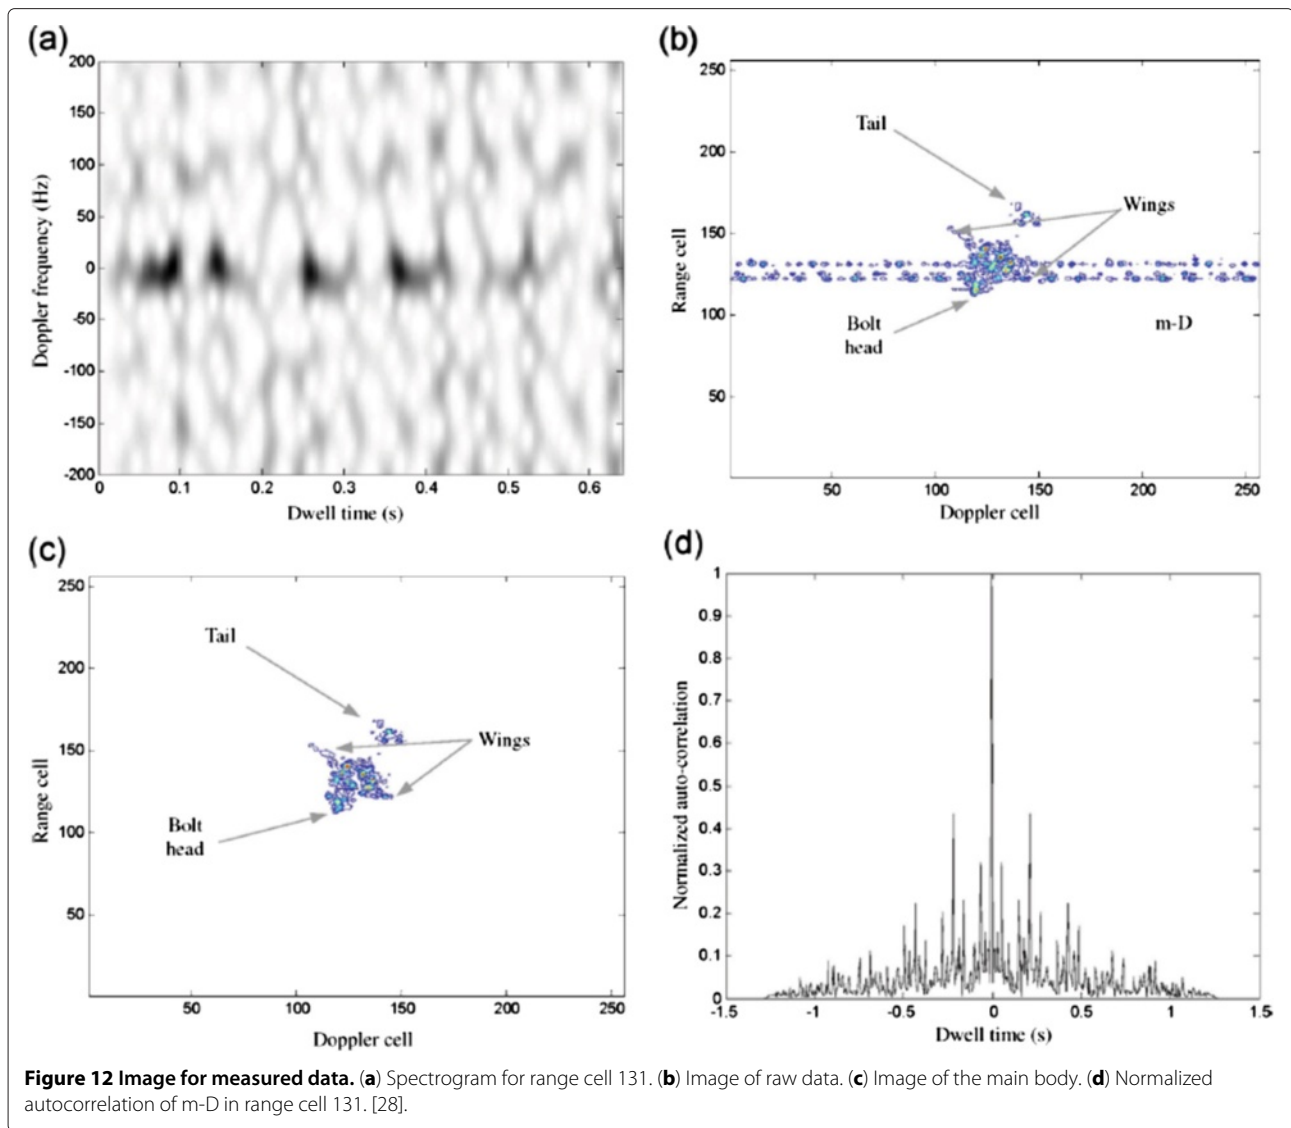 (a)
200
150
100
50
0
-50
-100
-150
-200
Doppler frequency (Hz)
0 0.1 0.2 0.3 0.4 0.5 0.6
Dwell time (s)
(b)
250
200
150
100
50
Range cell
Tail
Wings
Bolt
head
m-D
50 100 150 200 250
Doppler cell
(c)
250
200
150
100
50
Range cell
Tail
Wings
Bolt
head
50 100 150 200 250
Doppler cell
(d)
1
0.9
0.8
0.7
0.6
0.5
0.4
0.3
0.2
0.1
0
Normalized auto-correlation
-1.5 -1 -0.5 0 0.5 1 1.5
Dwell time (s)
Figure 12 Image for measured data. (a) Spectrogram for range cell 131. (b) Image of raw data. (c) Image of the main body. (d) Normalized
autocorrelation of m-D in range cell 131. [28].